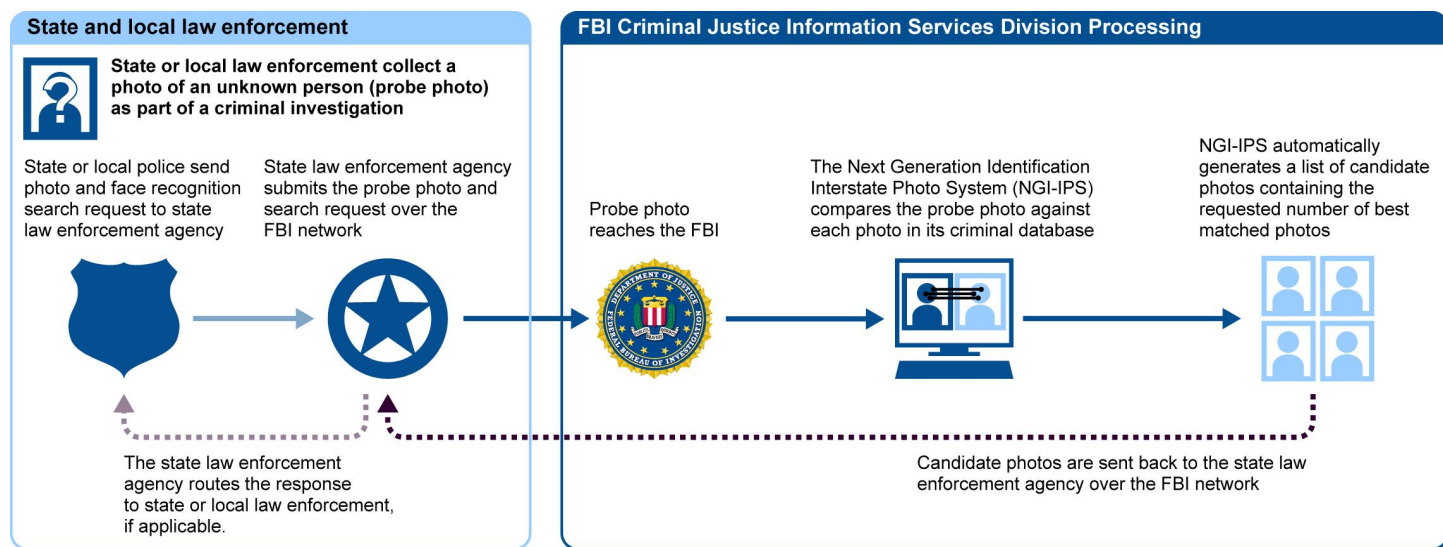 State and local law enforcement
State or local law enforcement collect a
photo of an unknown person (probe photo)
as part of a criminal investigation
State or local police send
photo and face recognition
search request to state
law enforcement agency
State law enforcement agency
submits the probe photo and
search request over the
FBI network
The state law enforcement
agency routes the response
to state or local law enforcement,
if applicable.
FBI Criminal Justice Information Services Division Processing
Probe photo
reaches the FBI
DEPARTMENT OF JUSTICE
FEDERAL BUREAU OF INVESTIGATION
The Next Generation Identification
Interstate Photo System (NGI-IPS)
compares the probe photo against
each photo in its criminal database
NGI-IPS automatically
generates a list of candidate
photos containing the
requested number of best
matched photos
Candidate photos are sent back to the state law
enforcement agency over the FBI network